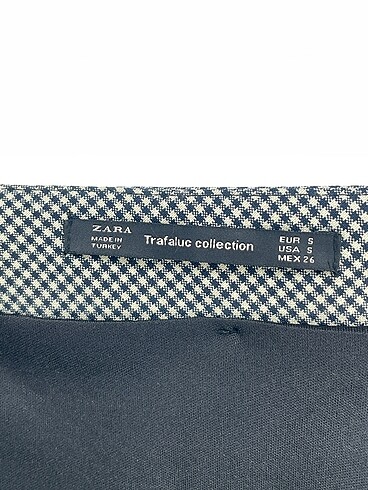 ZARA
MADE IN
TURKEY
Trafaluc collection
EUR S
USA S
MEX 26